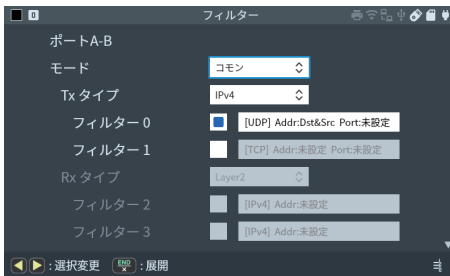 0 フィルター
ポートA-B
モード コモン
Tx タイプ IPv4
フィルター 0 [UDP] Addr:Dst&Src Port:未設定
フィルター 1 [TCP] Addr:未設定 Port:未設定
Rx タイプ Layer2
フィルター 2 [IPv4] Addr:未設定
フィルター 3 [IPv4] Addr:未設定
:選択変更 END X :展開